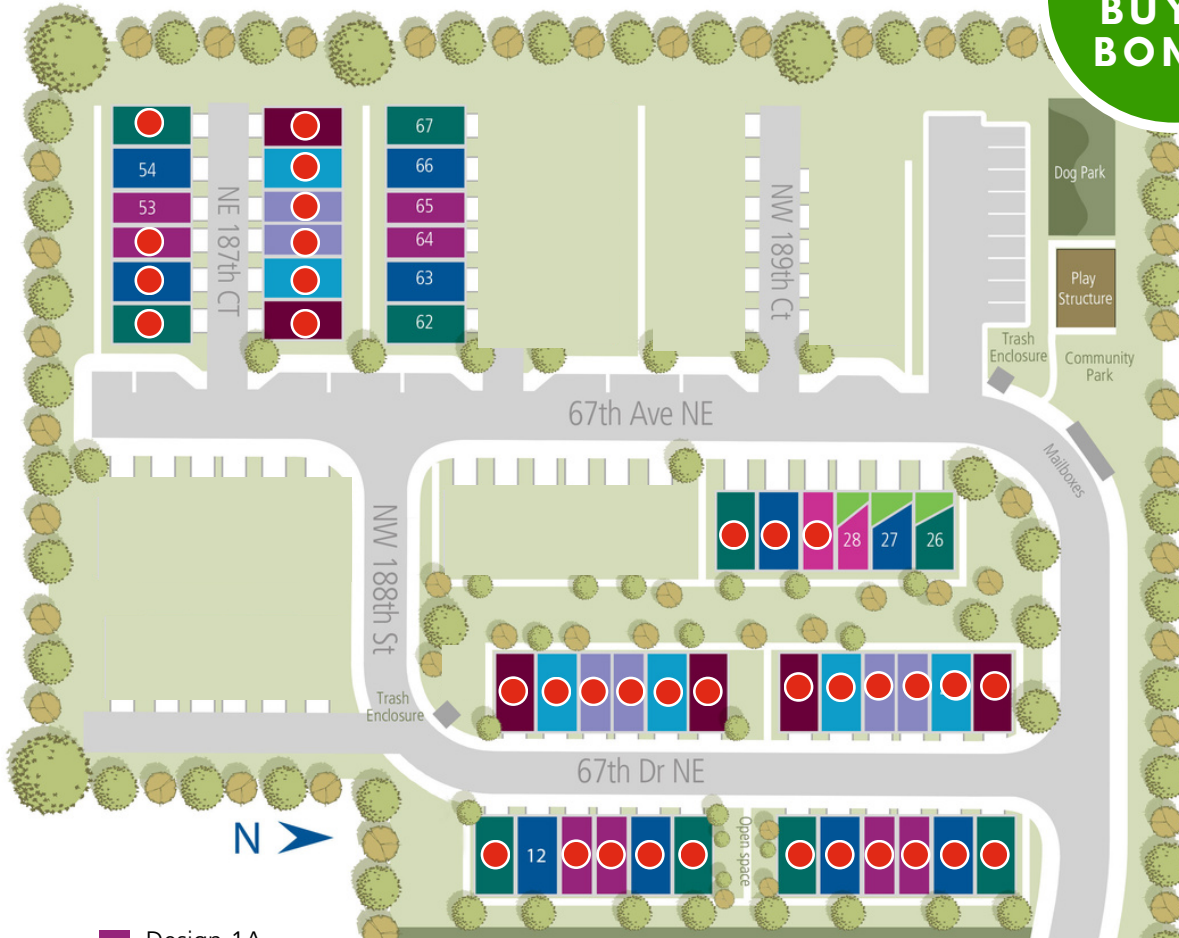 BUY
BON
67
54
66
Dog Park
53
65
NE 187th CT
NW 189th Ct
64
63
Play
Structure
62
Trash
Enclosure
Community
Park
67th Ave NE
Mailboxes
NW 188th St
28
27
26
Trash
Enclosure
67th Dr NE
N
12
Open space
Design 1A